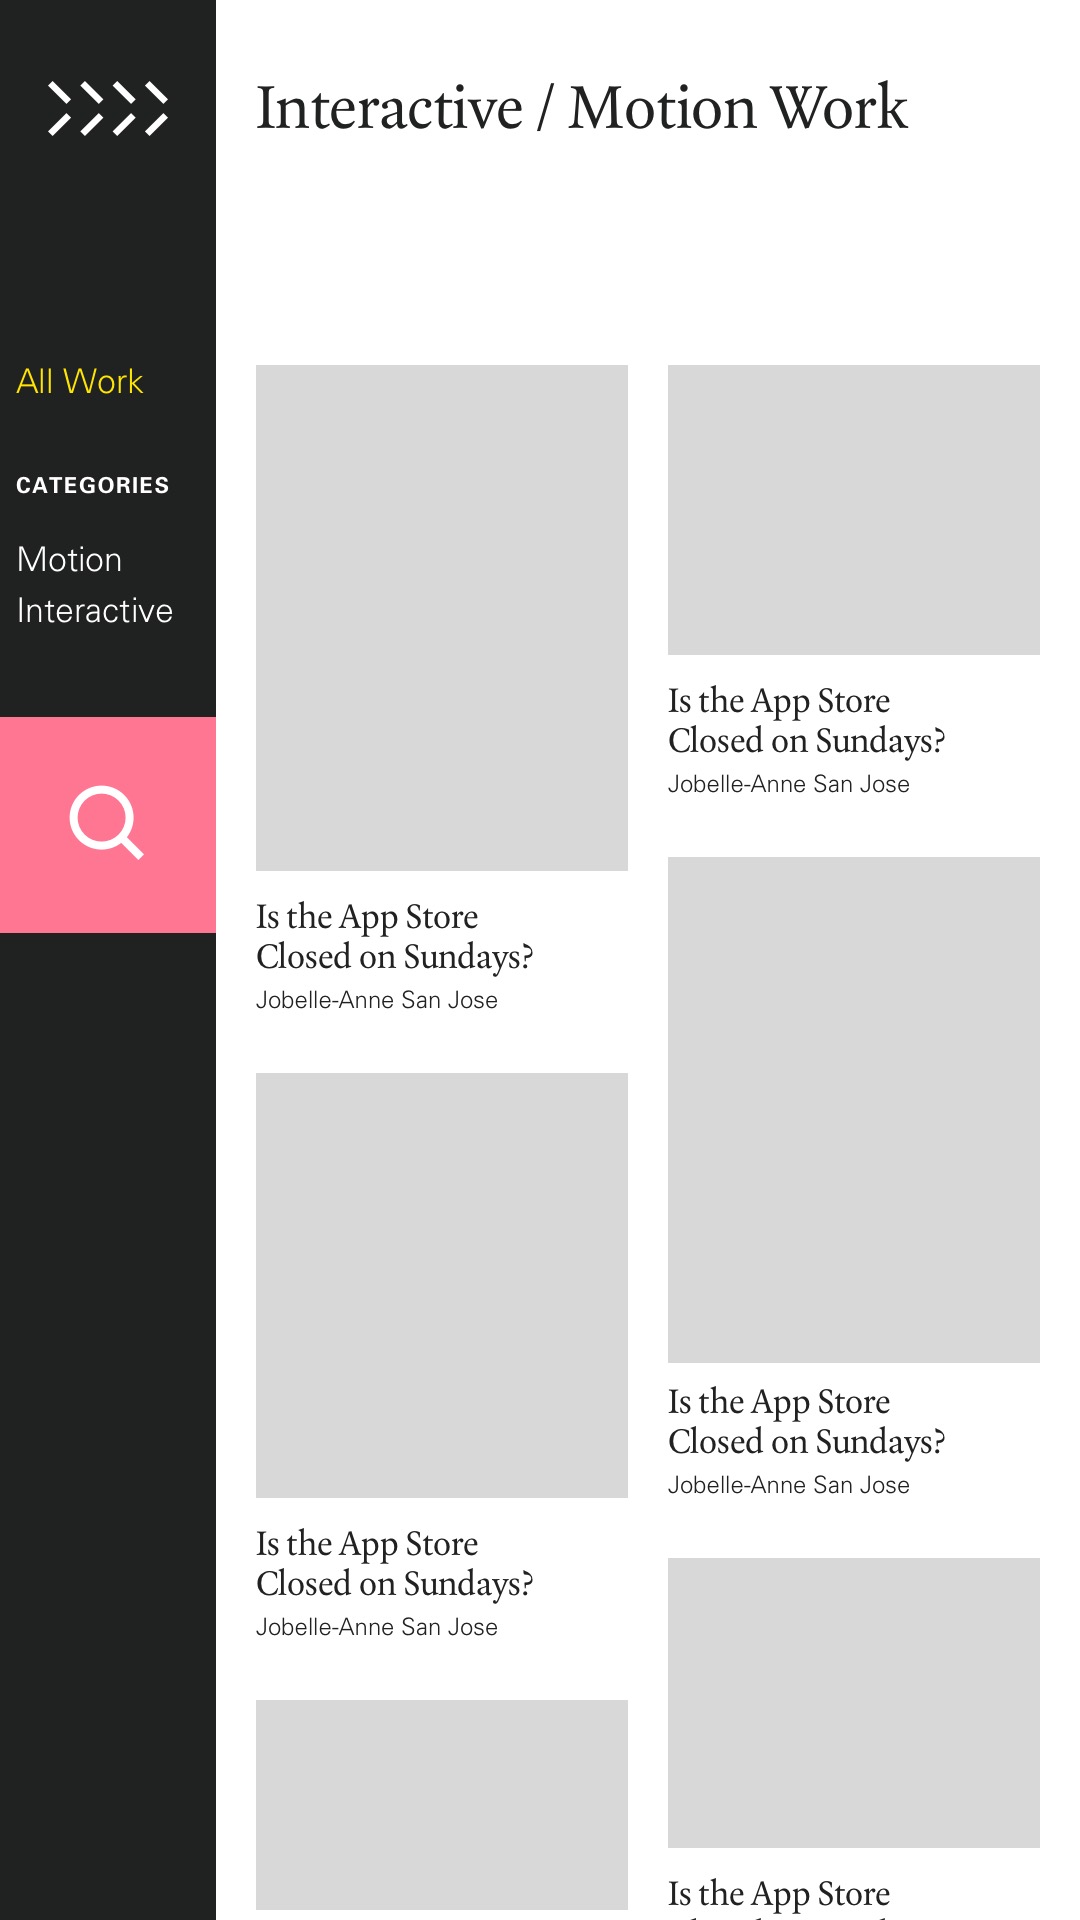 Interactive / Motion Work
All Work
CATEGORIES
Motion
Interactive
Is the App Store
Closed on Sundays?
Jobelle-Anne San Jose
Is the App Store
Closed on Sundays?
Jobelle-Anne San Jose
Is the App Store
Closed on Sundays?
Jobelle-Anne San Jose
Is the App Store
Closed on Sundays?
Jobelle-Anne San Jose
Is the App Store